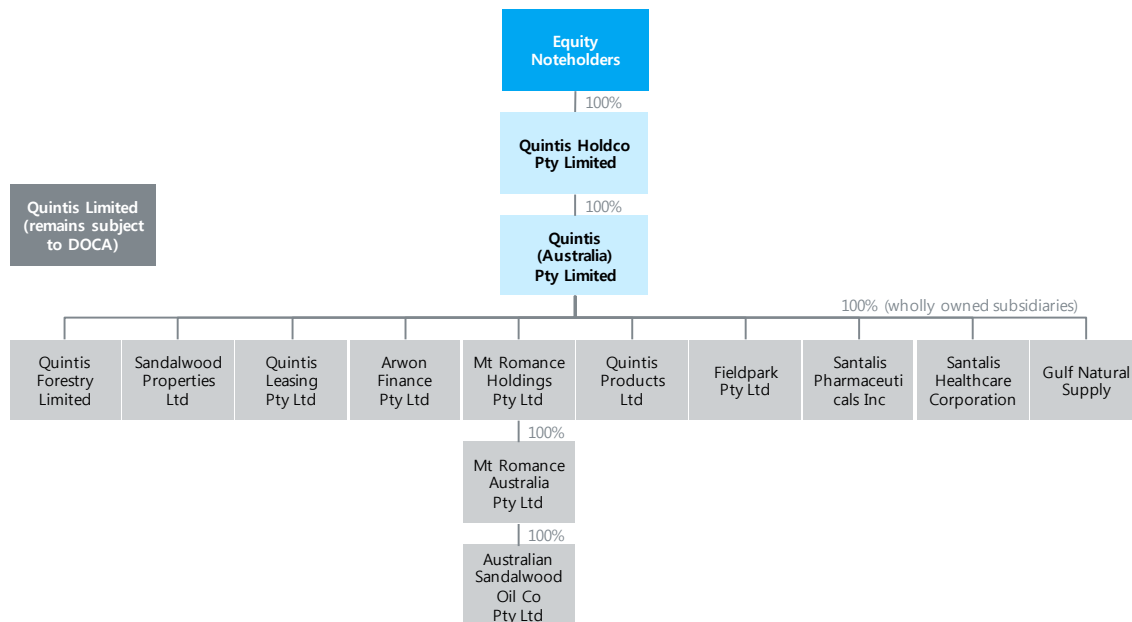 Equity
Noteholders
100%
Quintis Holdco
Pty Limited
100%
Quintis Limited
(remains subject
to DOCA)
Quintis
(Australia)
Pty Limited
100% (wholly owned subsidiaries)
Quintis
Forestry
Limited
Sandalwood
Properties
Ltd
Quintis
Leasing
Pty Ltd
Arwon
Finance
Pty Ltd
Mt Romance
Holdings
Pty Ltd
Quintis
Products
Ltd
Fieldpark
Pty Ltd
Santalis
Pharmaceuti
cals Inc
Santalis
Healthcare
Corporation
Gulf Natural
Supply
100%
Mt Romance
Australia
Pty Ltd
100%
Australian
Sandalwood
Oil Co
Pty Ltd